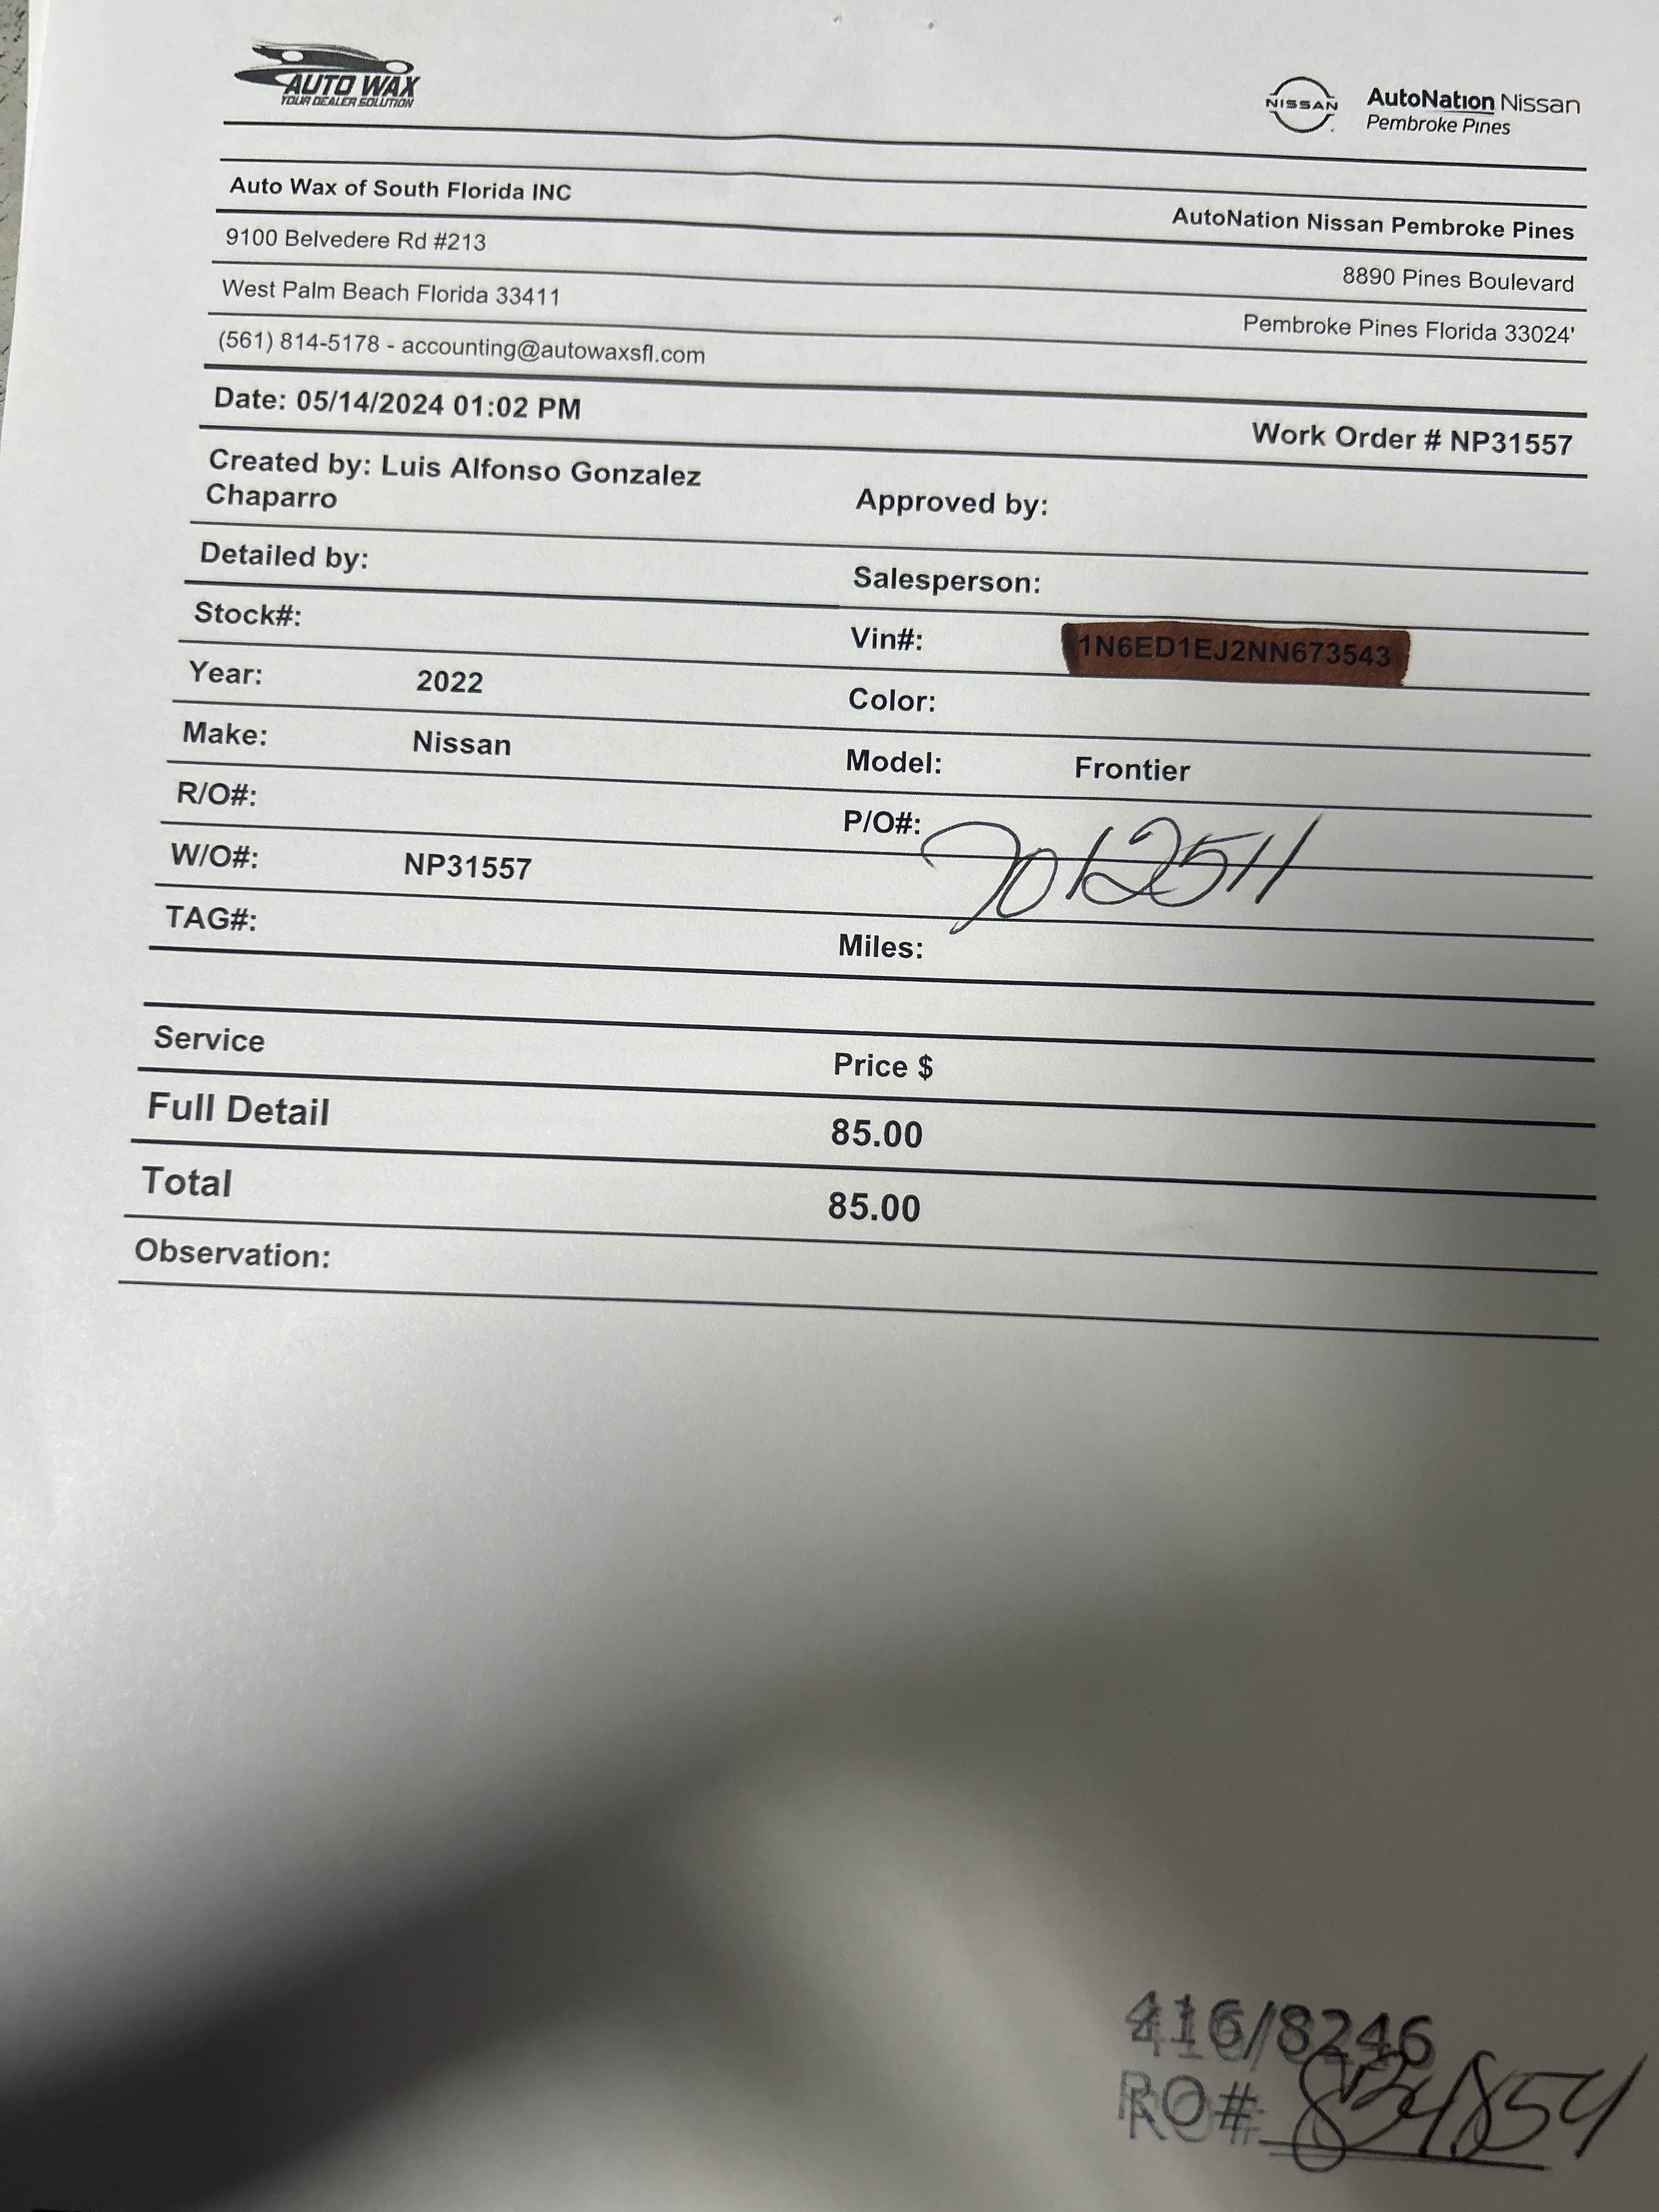 AUTO WAX
YOUR DEALER SOLUTION
NISSAN
AutoNation Nissan
Pembroke Pines
Auto Wax of South Florida INC
AutoNation Nissan Pembroke Pines
9100 Belvedere Rd #213
8890 Pines Boulevard
West Palm Beach Florida 33411
Pembroke Pines Florida 33024'
(561) 814-5178 - accounting@autowaxsfl.com
Date: 05/14/2024 01:02 PM
Work Order # NP31557
Created by: Luis Alfonso Gonzalez
Chaparro
Approved by:
Detailed by:
Salesperson:
Stock#:
Vin#: 1N6ED1EJ2NN673543
Year: 2022
Color:
Make: Nissan
Model: Frontier
R/O#:
P/O#: 7012511
W/O#: NP31557
TAG#:
Miles:
Service Price $
Full Detail 85.00
Total 85.00
Observation:
416/8246
RO# 834854